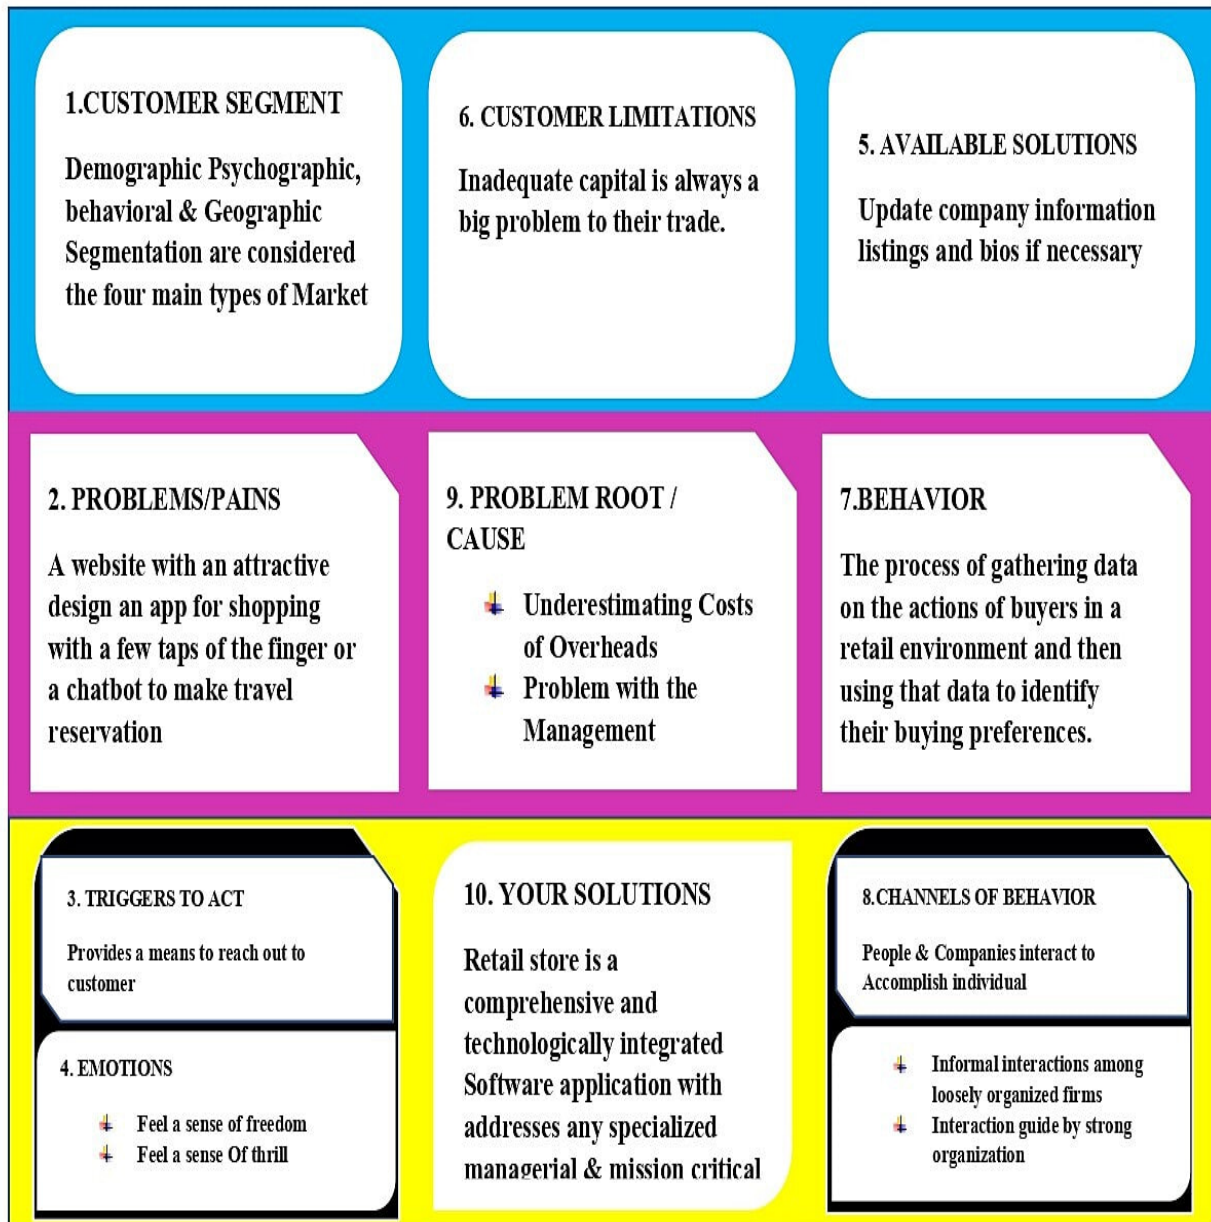 1.CUSTOMER SEGMENT
Demographic Psychographic,
behavioral & Geographic
Segmentation are considered
the four main types of Market
6. CUSTOMER LIMITATIONS
Inadequate capital is always a
big problem to their trade.
5. AVAILABLE SOLUTIONS
Update company information
listings and bios if necessary
2. PROBLEMS/PAINS
A website with an attractive
design an app for shopping
with a few taps of the finger or
a chatbot to make travel
reservation
9. PROBLEM ROOT /
CAUSE
Underestimating Costs
of Overheads
Problem with the
Management
7.BEHAVIOR
The process of gathering data
on the actions of buyers in a
retail environment and then
using that data to identify
their buying preferences.
3. TRIGGERS TO ACT
Provides a means to reach out to
customer
4. EMOTIONS
Feel a sense of freedom
Feel a sense Of thrill
10. YOUR SOLUTIONS
Retail store is a
comprehensive and
technologically integrated
Software application with
addresses any specialized
managerial & mission critical
8.CHANNELS OF BEHAVIOR
People & Companies interact to
Accomplish individual
Informal interactions among
loosely organized firms
Interaction guide by strong
organization